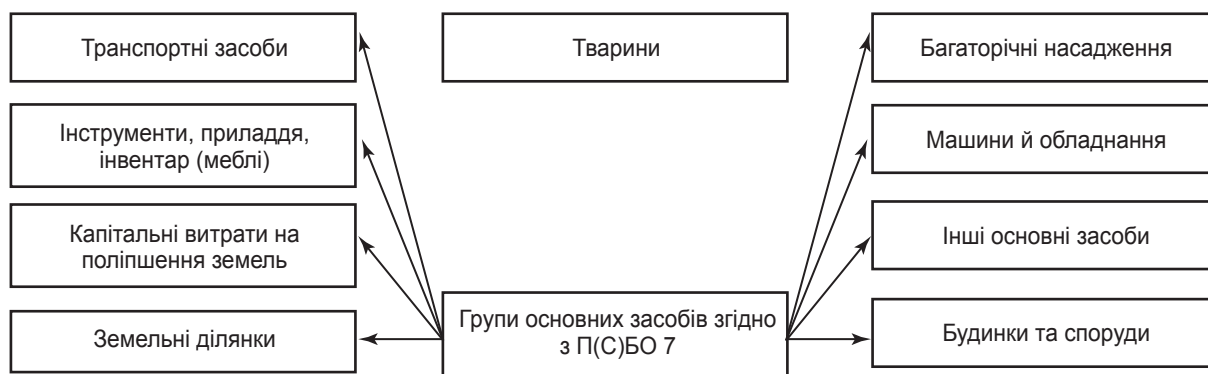 Транспортні засоби
Тварини
Багаторічні насадження
Інструменти, приладдя,
інвентар (меблі)
Машини й обладнання
Капітальні витрати на
поліпшення земель
Інші основні засоби
Земельні ділянки
Групи основних засобів згідно
з П(С)БО 7
Будинки та споруди